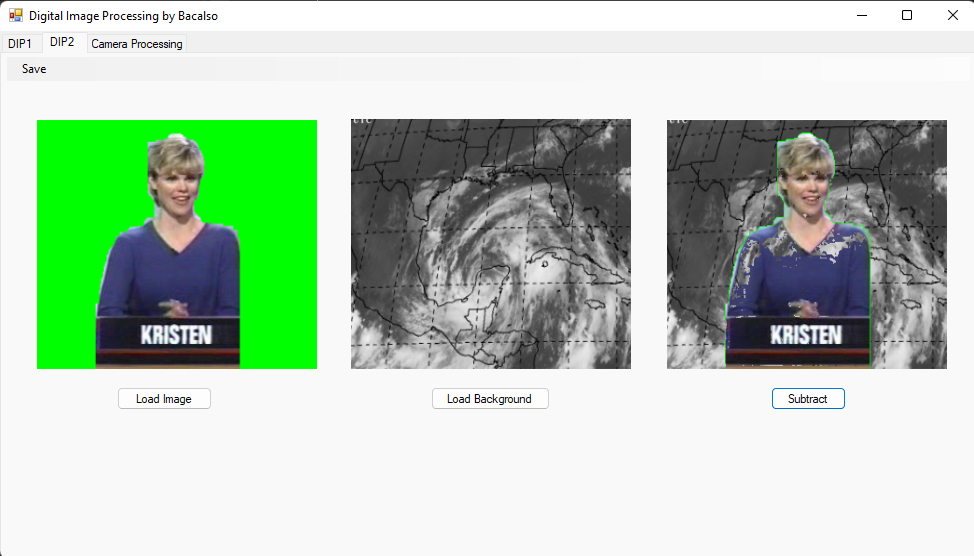 Digital Image Processing by Bacalso
DIP1 DIP2 Camera Processing
Save
KRISTEN
KRISTEN
Load Image Load Background Subtract